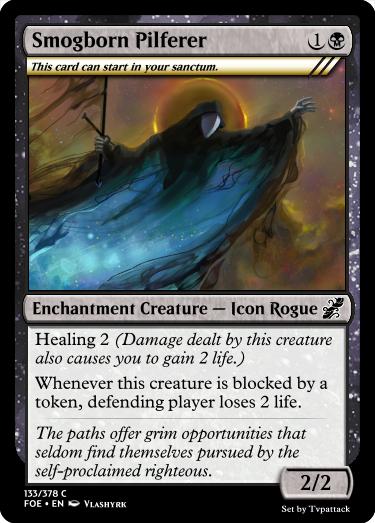 Smogborn Pilferer 1
This card can start in your sanctum.
Enchantment Creature — Icon Rogue
Healing 2 (Damage dealt by this creature
also causes you to gain 2 life.)
Whenever this creature is blocked by a
token, defending player loses 2 life.
The paths offer grim opportunities that
seldom find themselves pursued by the
self-proclaimed righteous.
2/2
133/378 C
FOE • EN Vlashyrk
Set by Tvpattack